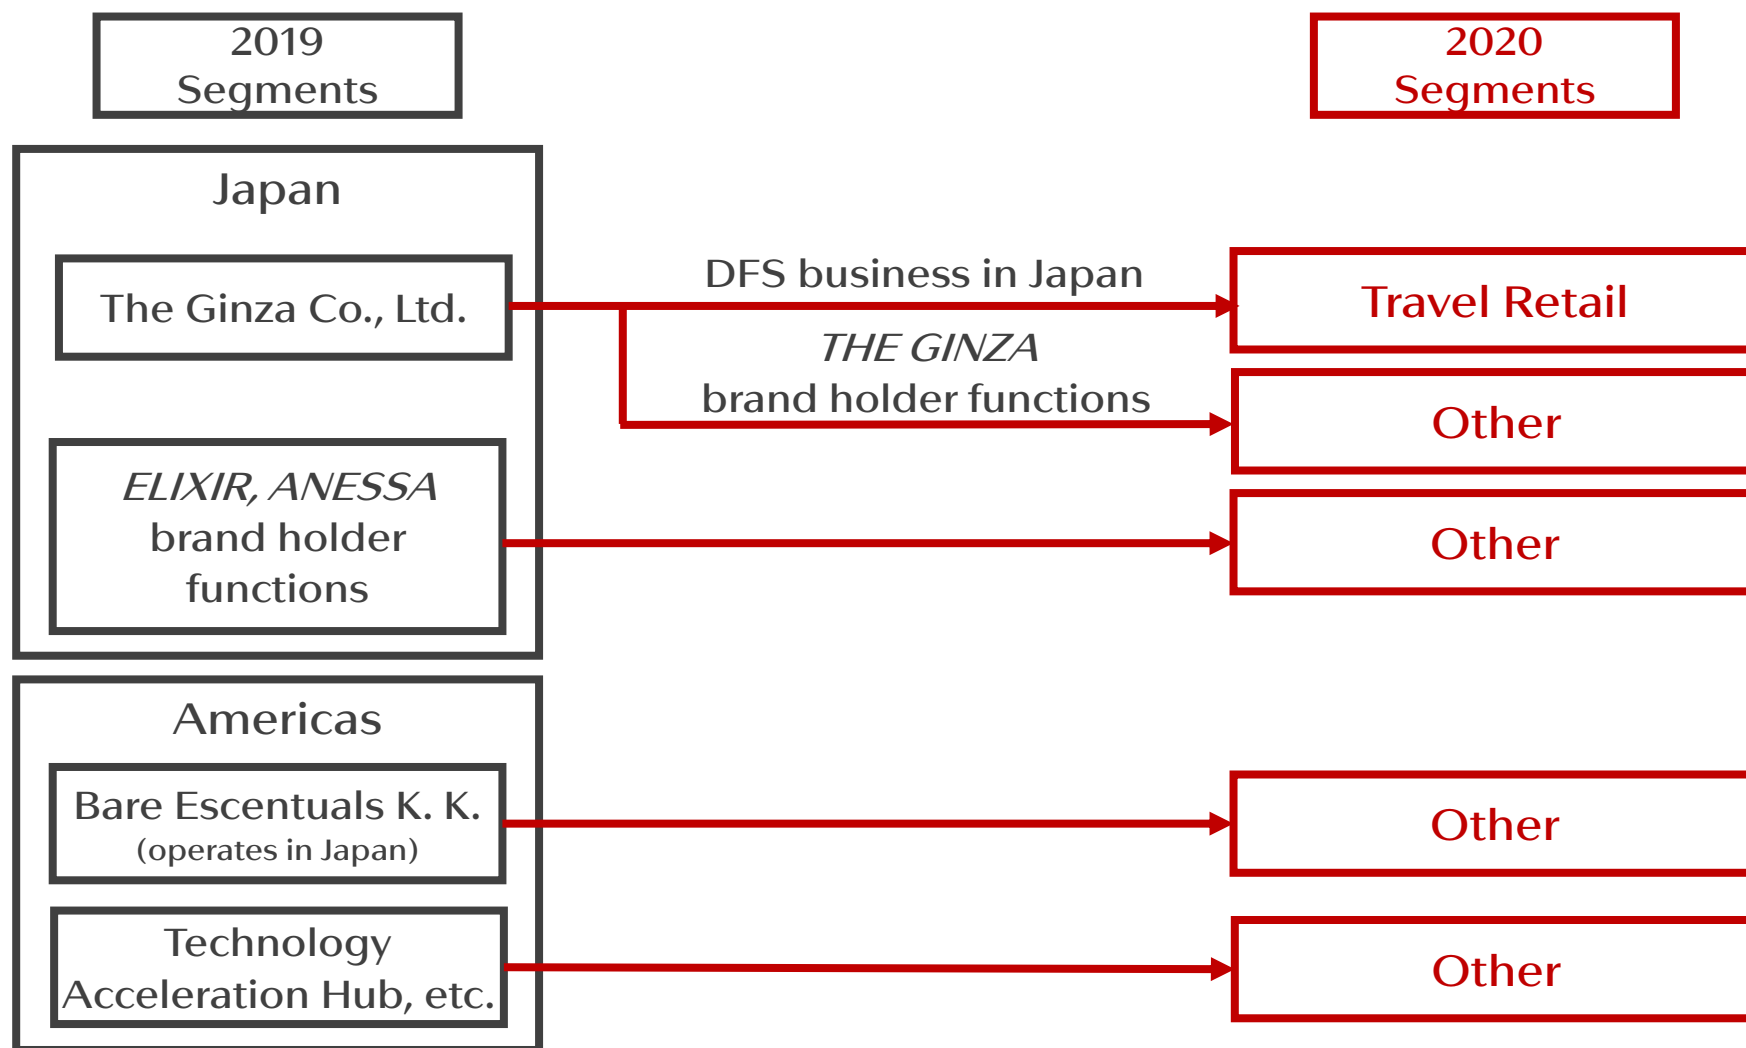 2019
Segments
2020
Segments
Japan
The Ginza Co., Ltd.
DFS business in Japan
Travel Retail
THE GINZA
brand holder functions
Other
ELIXIR, ANESSA
brand holder
functions
Other
Americas
Bare Escentuals K. K.
(operates in Japan)
Other
Technology
Acceleration Hub, etc.
Other